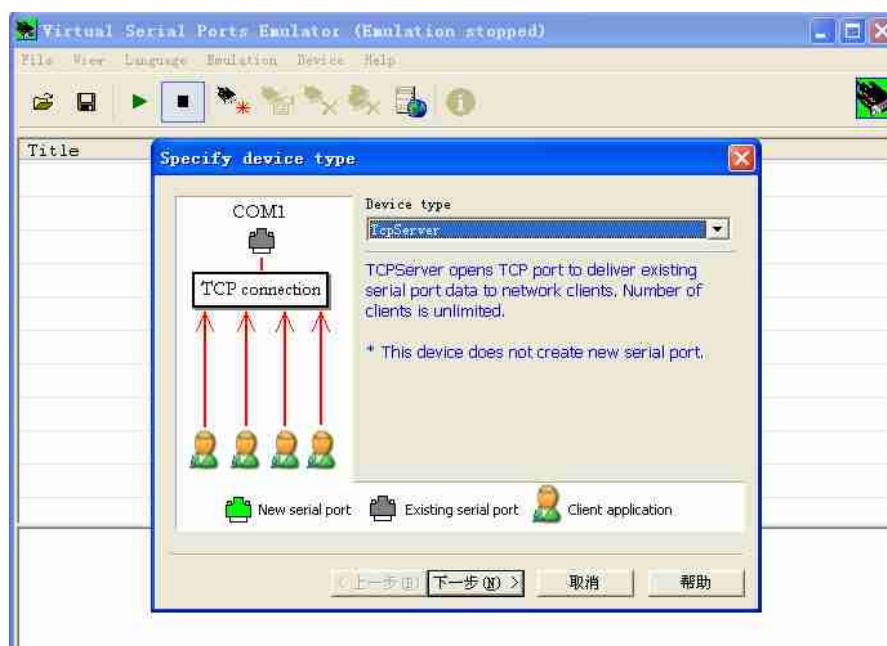 Virtual Serial Ports Emulator (Emulation stopped)
File View Language Emulation Device Help
Title
Specify device type
COM1
TCP connection
Device type
TcpServer
TCPServer opens TCP port to deliver existing
serial port data to network clients. Number of
clients is unlimited.
* This device does not create new serial port.
New serial port Existing serial port Client application
< 上一步(B) 下一步(N) > 取消 帮助